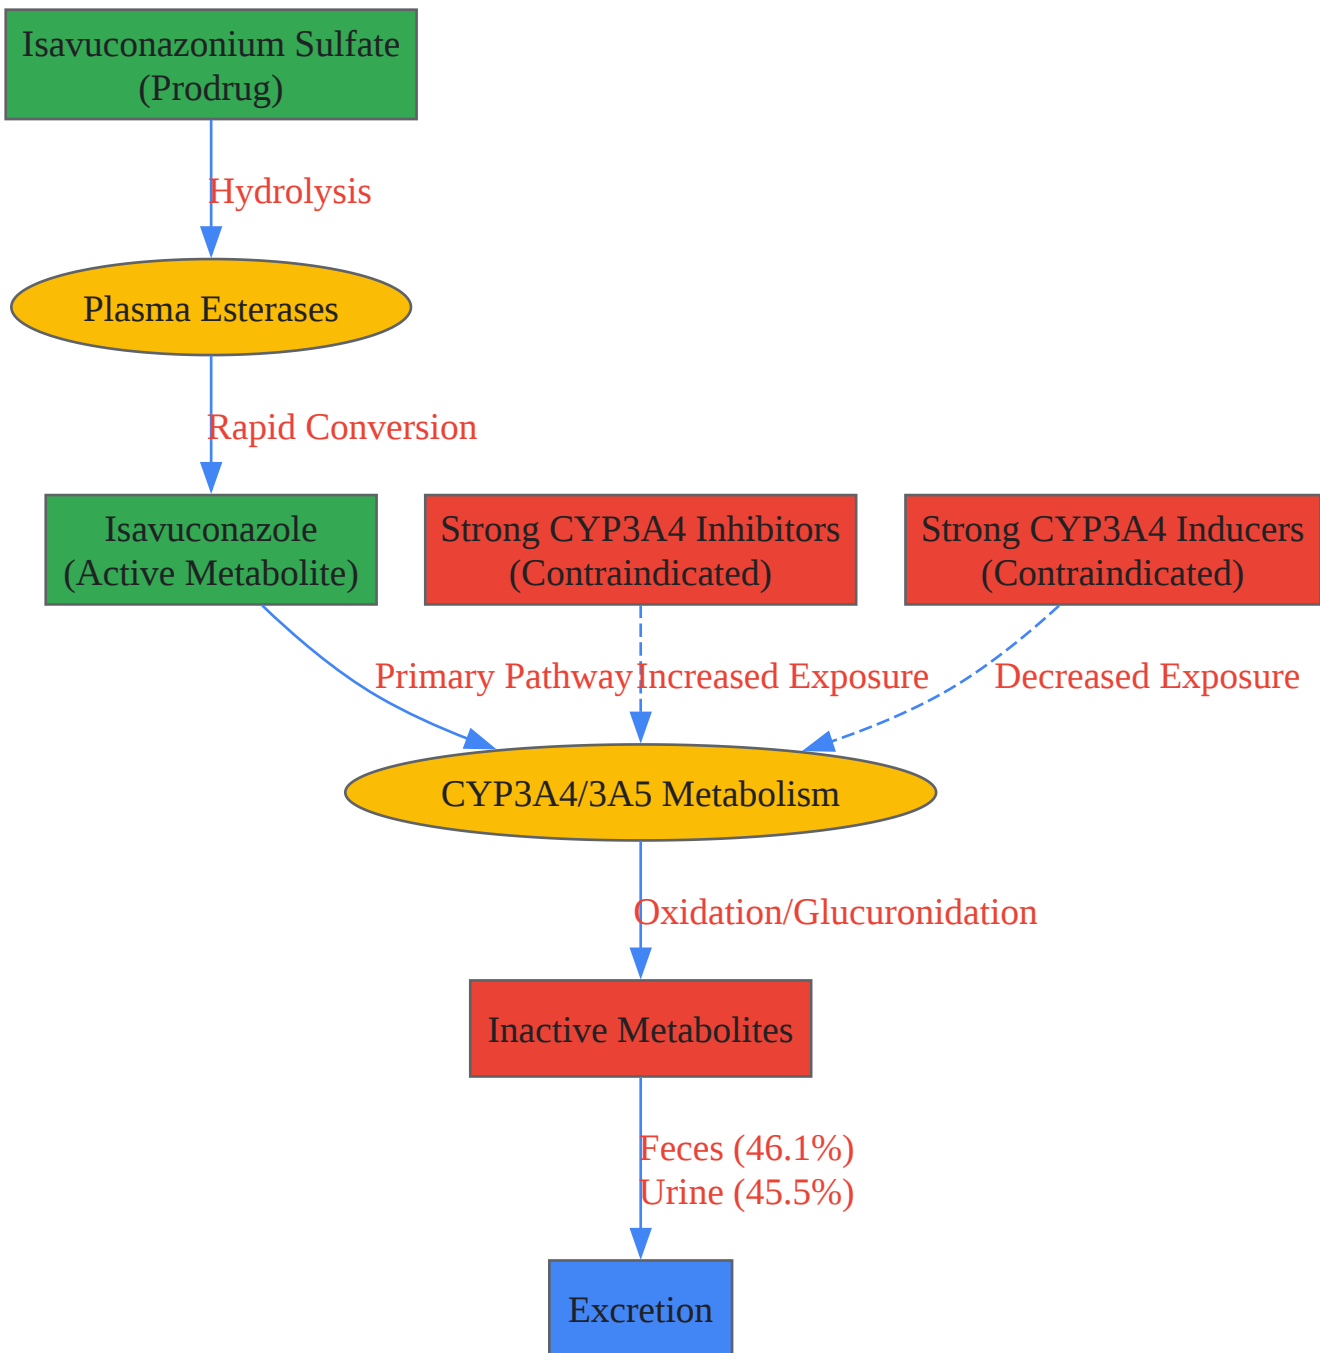 Isavuconazonium Sulfate
(Prodrug)
Hydrolysis
Plasma Esterases
Rapid Conversion
Isavuconazole
(Active Metabolite)
Strong CYP3A4 Inhibitors
(Contraindicated)
Strong CYP3A4 Inducers
(Contraindicated)
Primary Pathway
Increased Exposure
Decreased Exposure
CYP3A4/3A5 Metabolism
Oxidation/Glucuronidation
Inactive Metabolites
Feces (46.1%)
Urine (45.5%)
Excretion